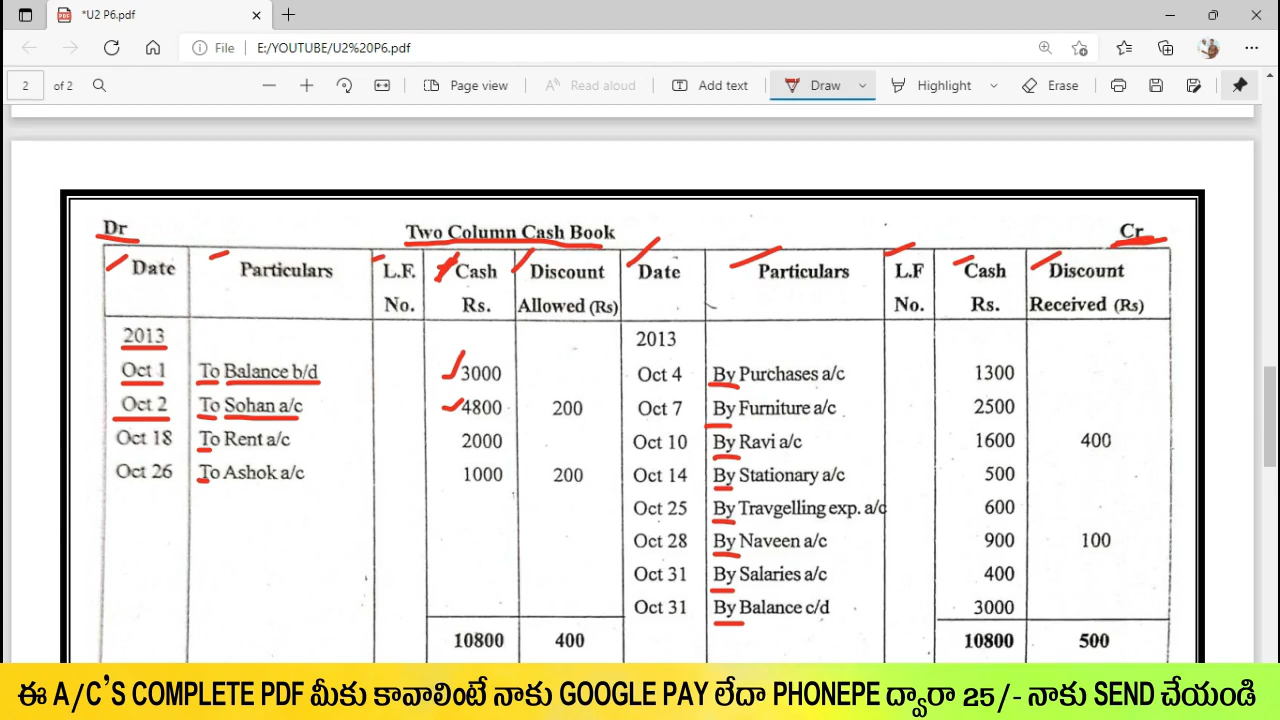 *U2 P6.pdf
File E:/YOUTUBE/U2%20P6.pdf
2 of 2 Page view Read aloud Add text Draw Highlight Erase
Dr Two Column Cash Book Cr
Date Particulars L.F. Cash Discount Date Particulars L.F Cash Discount
No. Rs. Allowed (Rs) No. Rs. Received (Rs)
2013 2013
Oct 1 To Balance b/d 3000 Oct 4 By Purchases a/c 1300
Oct 2 To Sohan a/c 4800 200 Oct 7 By Furniture a/c 2500
Oct 18 To Rent a/c 2000 Oct 10 By Ravi a/c 1600 400
Oct 26 To Ashok a/c 1000 200 Oct 14 By Stationary a/c 500
Oct 25 By Travgelling exp. a/c 600
Oct 28 By Naveen a/c 900 100
Oct 31 By Salaries a/c 400
Oct 31 By Balance c/d 3000
10800 400 10800 500
ఈ A/C'S COMPLETE PDF మీకు కావాలింటే నాకు GOOGLE PAY లేదా PHONEPE ద్వారా 25/- నాకు SEND చేయండి